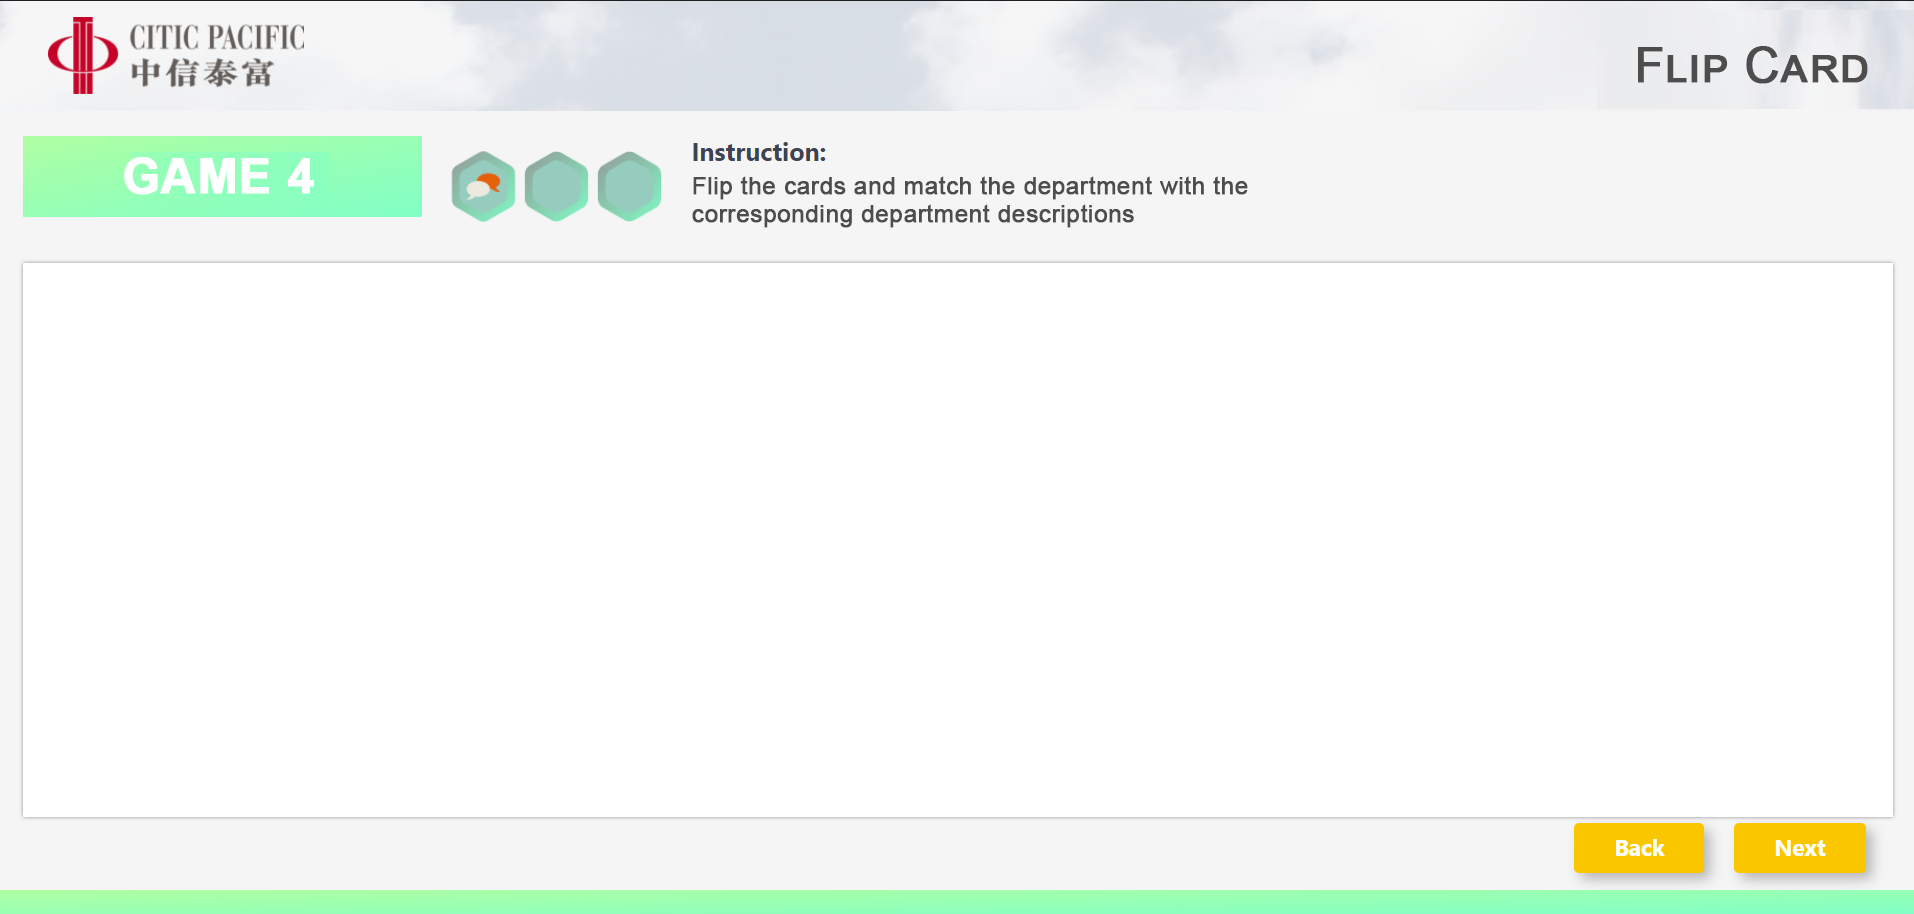 CITIC PACIFIC
中信泰富
FLIP CARD
GAME 4
Instruction:
Flip the cards and match the department with the
corresponding department descriptions
Back
Next